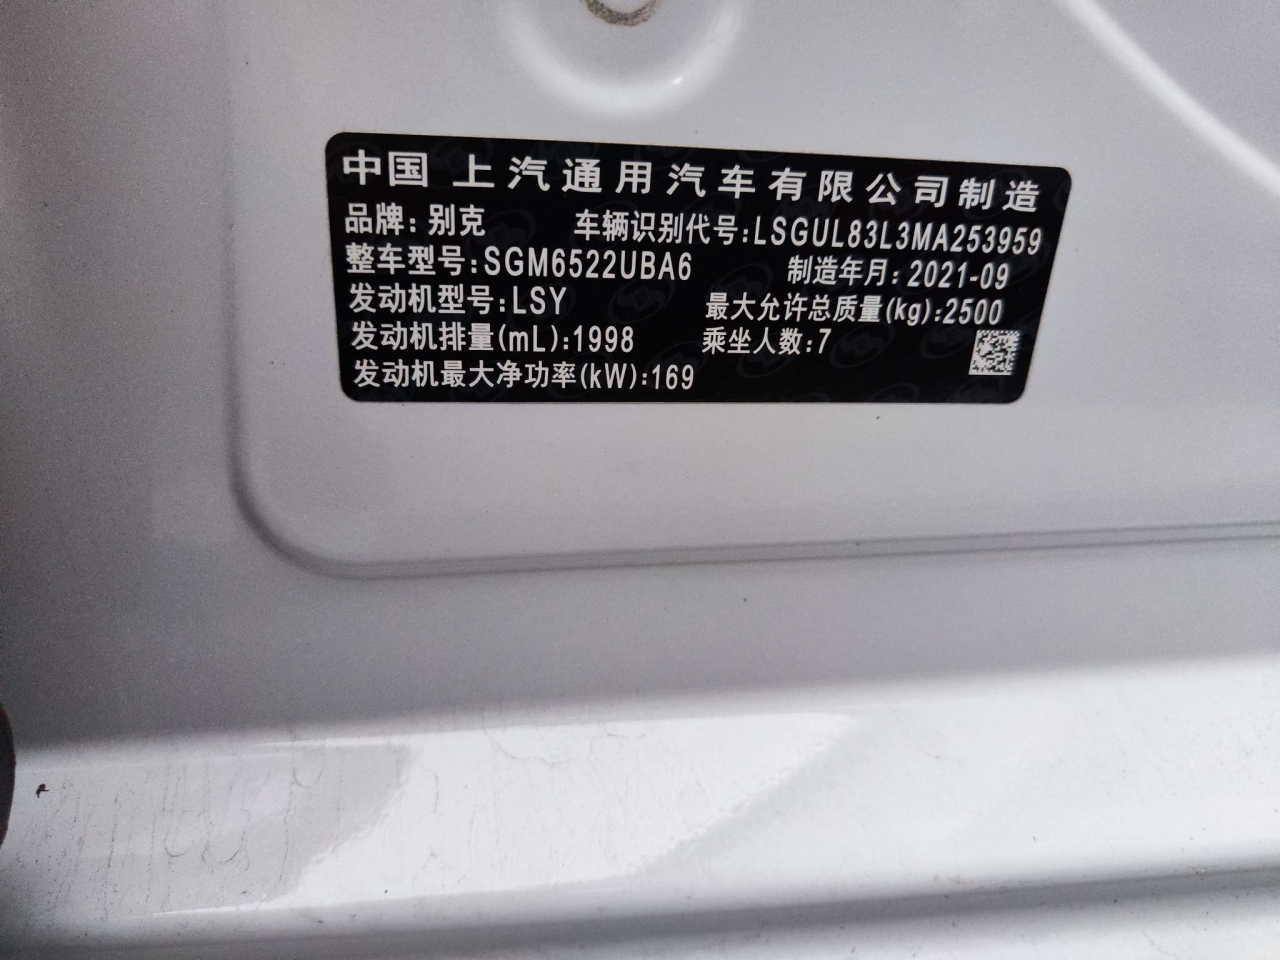 中国 上汽通用汽车有限公司制造
品牌:别克 车辆识别代号:LSGUL83L3MA253959
整车型号:SGM6522UBA6 制造年月:2021-09
发动机型号:LSY 最大允许总质量(kg):2500
发动机排量(mL):1998 乘坐人数:7
发动机最大净功率(kW):169